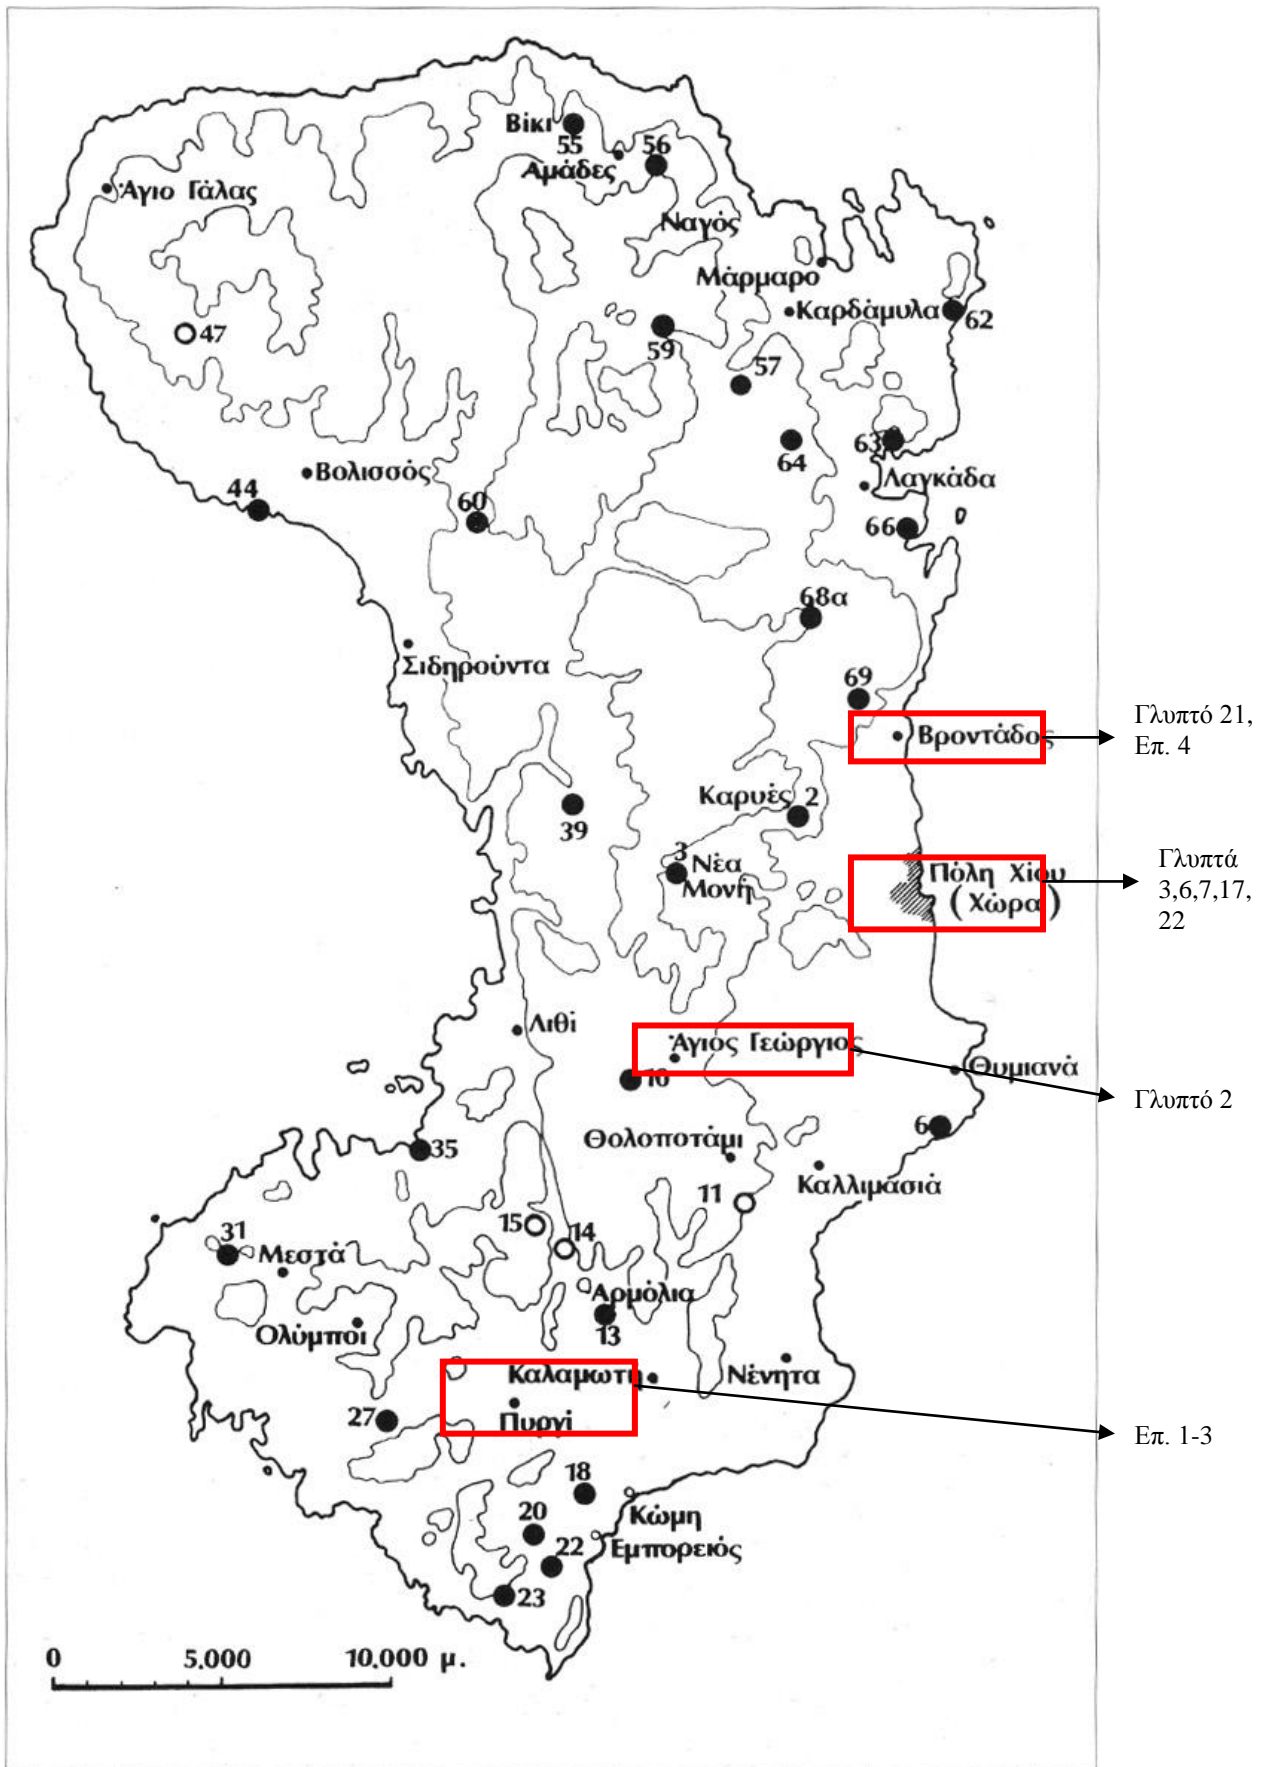 Βίκι
55
56
Αμάδες
Άγιο Γάλας
Ναγός
Μάρμαρο
Καρδάμυλα
62
47
59
57
63
64
Βολισσός
Λαγκάδα
44
60
66
68α
Σιδηρούντα
69
Βροντάδος
Γλυπτό 21,
Επ. 4
Καρυές
2
39
3
Νέα
Μονή
Πόλη Χίου
(Χώρα)
Γλυπτά
3,6,7,17,
22
Λιθί
Άγιος Γεώργιος
Θυμιανά
16
Γλυπτό 2
6
Θολοποτάμι
35
Καλλιμασιά
11
15
14
31
Μεστά
Αρμόλια
13
Ολύμποι
Καλαμωτή
Νένητα
Πυργί
27
Επ. 1-3
18
Κώμη
20
Εμπορειός
22
23
0 5.000 10.000 μ.